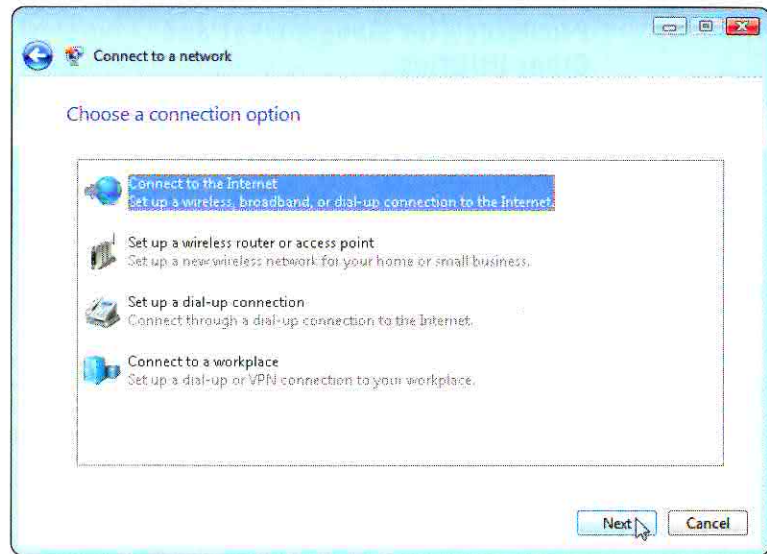 Connect to a network
Choose a connection option
Connect to the Internet
Set up a wireless, broadband, or dial-up connection to the Internet.
Set up a wireless router or access point
Set up a new wireless network for your home or small business.
Set up a dial-up connection
Connect through a dial-up connection to the Internet.
Connect to a workplace
Set up a dial-up or VPN connection to your workplace.
Next
Cancel